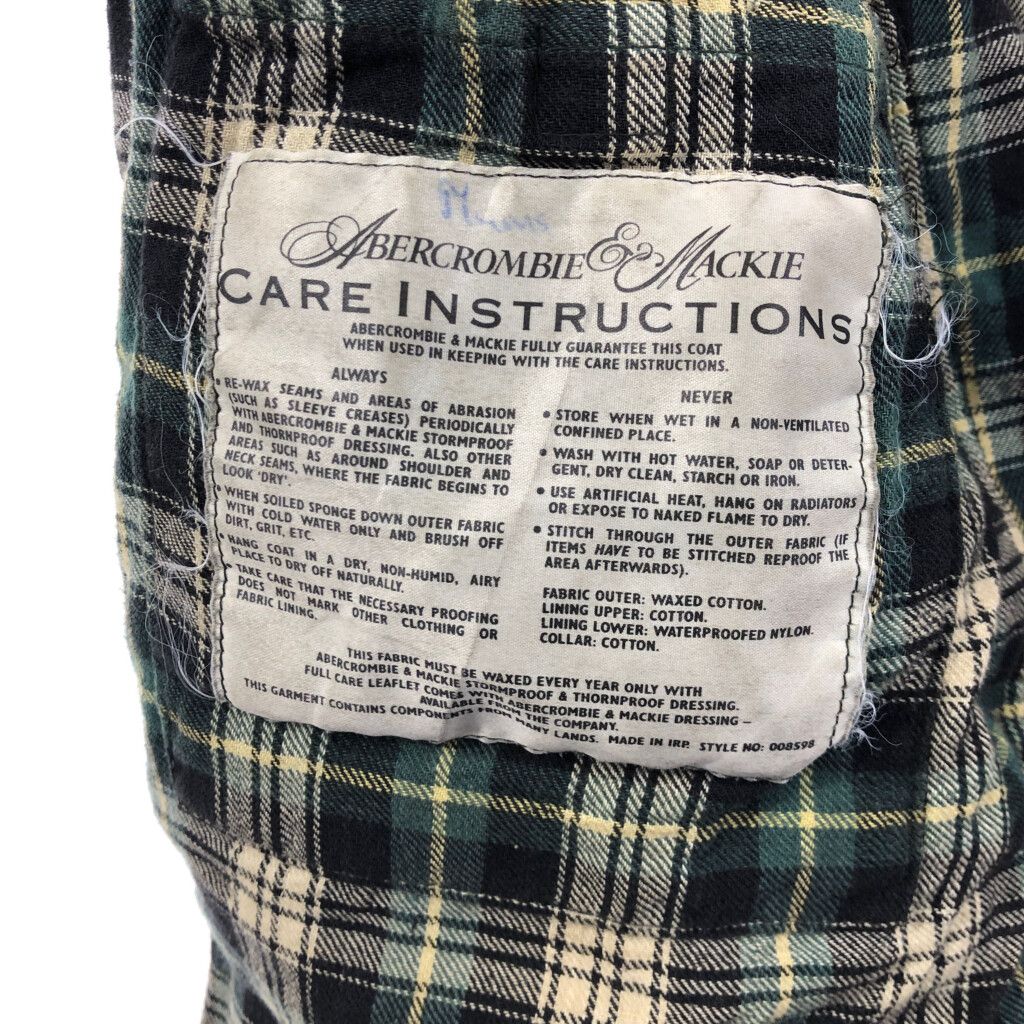 ABERCROMBIE & MACKIE
CARE INSTRUCTIONS
ABERCROMBIE & MACKIE FULLY GUARANTEE THIS COAT
WHEN USED IN KEEPING WITH THE CARE INSTRUCTIONS.
ALWAYS
• RE-WAX SEAMS AND AREAS OF ABRASION
(SUCH AS SLEEVE CREASES) PERIODICALLY
WITH ABERCROMBIE & MACKIE STORMPROOF
AND THORNPROOF DRESSING. ALSO OTHER
AREAS SUCH AS AROUND SHOULDER AND
NECK SEAMS, WHERE THE FABRIC BEGINS TO
LOOK 'DRY'.
• WHEN SOILED SPONGE DOWN OUTER FABRIC
WITH COLD WATER ONLY AND BRUSH OFF
DIRT, GRIT, ETC.
• HANG COAT IN A DRY, NON-HUMID, AIRY
PLACE TO DRY OFF NATURALLY.
• TAKE CARE THAT THE NECESSARY PROOFING
DOES NOT MARK OTHER CLOTHING OR
FABRIC LINING.
NEVER
• STORE WHEN WET IN A NON-VENTILATED
CONFINED PLACE.
• WASH WITH HOT WATER, SOAP OR DETER-
GENT, DRY CLEAN, STARCH OR IRON.
• USE ARTIFICIAL HEAT, HANG ON RADIATORS
OR EXPOSE TO NAKED FLAME TO DRY.
• STITCH THROUGH THE OUTER FABRIC (IF
ITEMS HAVE TO BE STITCHED REPROOF THE
AREA AFTERWARDS).
FABRIC OUTER: WAXED COTTON.
LINING UPPER: COTTON.
LINING LOWER: WATERPROOFED NYLON.
COLLAR: COTTON.
THIS FABRIC MUST BE WAXED EVERY YEAR ONLY WITH
ABERCROMBIE & MACKIE STORMPROOF & THORNPROOF DRESSING.
FULL CARE LEAFLET COMES WITH ABERCROMBIE & MACKIE DRESSING –
AVAILABLE FROM THE COMPANY.
THIS GARMENT CONTAINS COMPONENTS FROM MANY LANDS. MADE IN IRP. STYLE NO: 008598